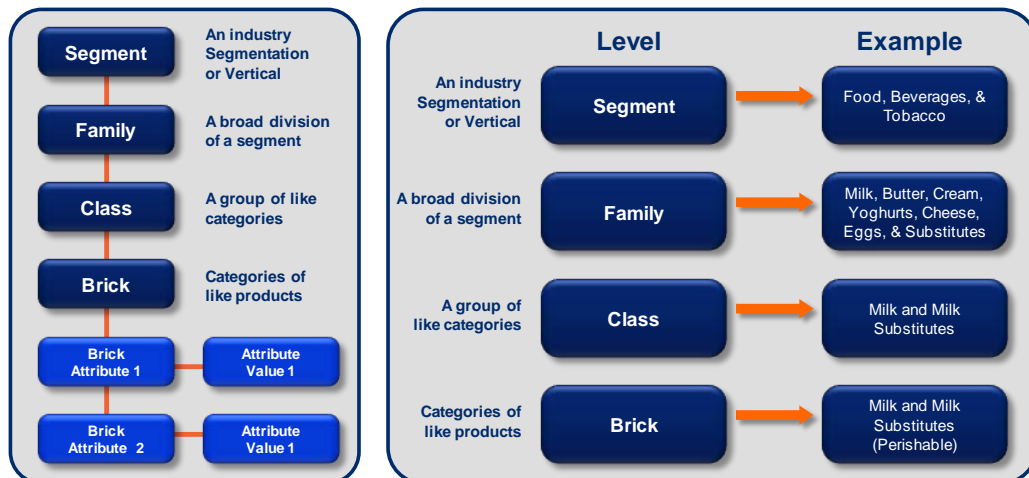 Segment
An industry
Segmentation
or Vertical
Family
A broad division
of a segment
Class
A group of like
categories
Brick
Categories of
like products
Brick
Attribute 1
Attribute
Value 1
Brick
Attribute 2
Attribute
Value 1
Level
Example
An industry
Segmentation
or Vertical
Segment
Food, Beverages, &
Tobacco
A broad division
of a segment
Family
Milk, Butter, Cream,
Yoghurts, Cheese,
Eggs, & Substitutes
A group of
like categories
Class
Milk and Milk
Substitutes
Categories of
like products
Brick
Milk and Milk
Substitutes
(Perishable)